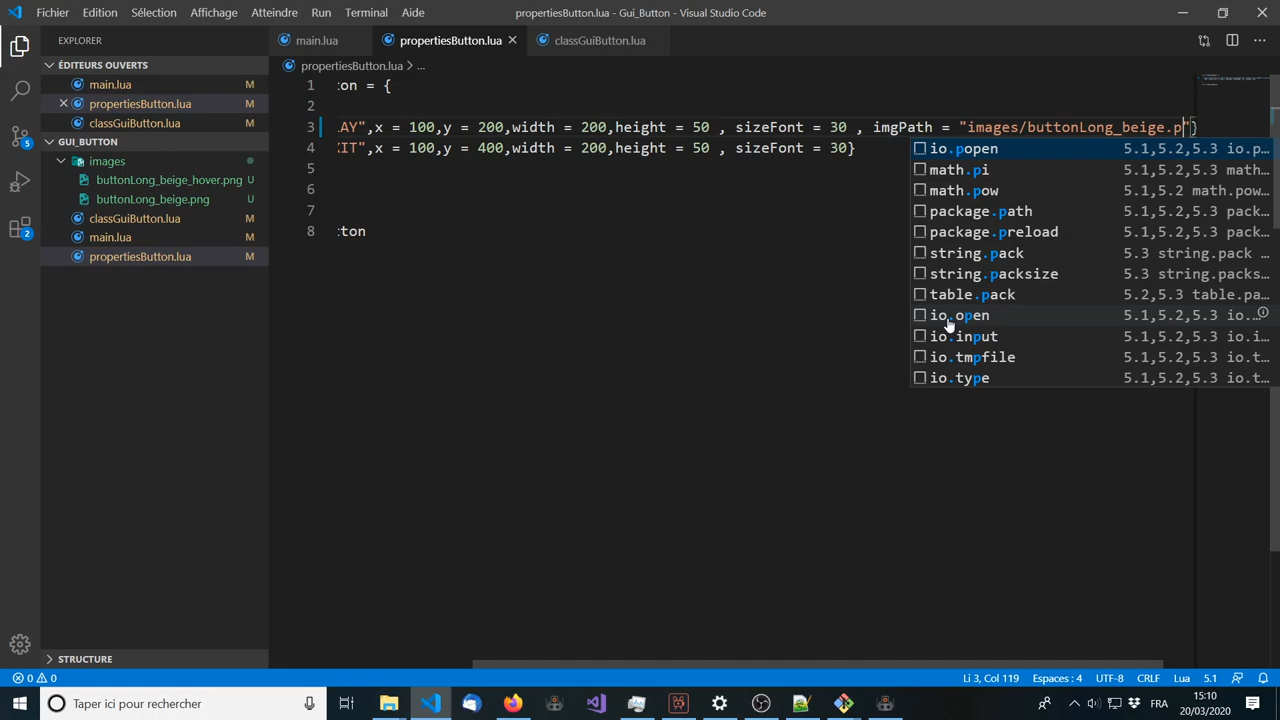 Fichier Edition Sélection Affichage Atteindre Run Terminal Aide propertiesButton.lua - Gui_Button - Visual Studio Code
EXPLORER
main.lua propertiesButton.lua classGuiButton.lua
ÉDITEURS OUVERTS
main.lua M
propertiesButton.lua M
classGuiButton.lua M
GUI_BUTTON
images
buttonLong_beige_hover.png U
buttonLong_beige.png U
classGuiButton.lua M
main.lua M
propertiesButton.lua M
STRUCTURE
propertiesButton.lua > ...
1 ton = {
2
3 LAY",x = 100,y = 200,width = 200,height = 50 , sizeFont = 30 , imgPath = "images/buttonLong_beige.p"}
4 XIT",x = 100,y = 400,width = 200,height = 50 , sizeFont = 30}
5
6
7
8 tton
io.popen 5.1,5.2,5.3 io.p…
math.pi 5.1,5.2,5.3 math…
math.pow 5.1,5.2 math.pow…
package.path 5.1,5.2,5.3 pack…
package.preload 5.1,5.2,5.3 pack…
string.pack 5.3 string.pack …
string.packsize 5.3 string.packs…
table.pack 5.2,5.3 table.pa…
io.open 5.1,5.2,5.3 io.…
io.input 5.1,5.2,5.3 io.i…
io.tmpfile 5.1,5.2,5.3 io.t…
io.type 5.1,5.2,5.3 io.t…
5
2
0 0 Li 3, Col 119 Espaces : 4 UTF-8 CRLF Lua 5.1
Taper ici pour rechercher FRA 15:10
20/03/2020